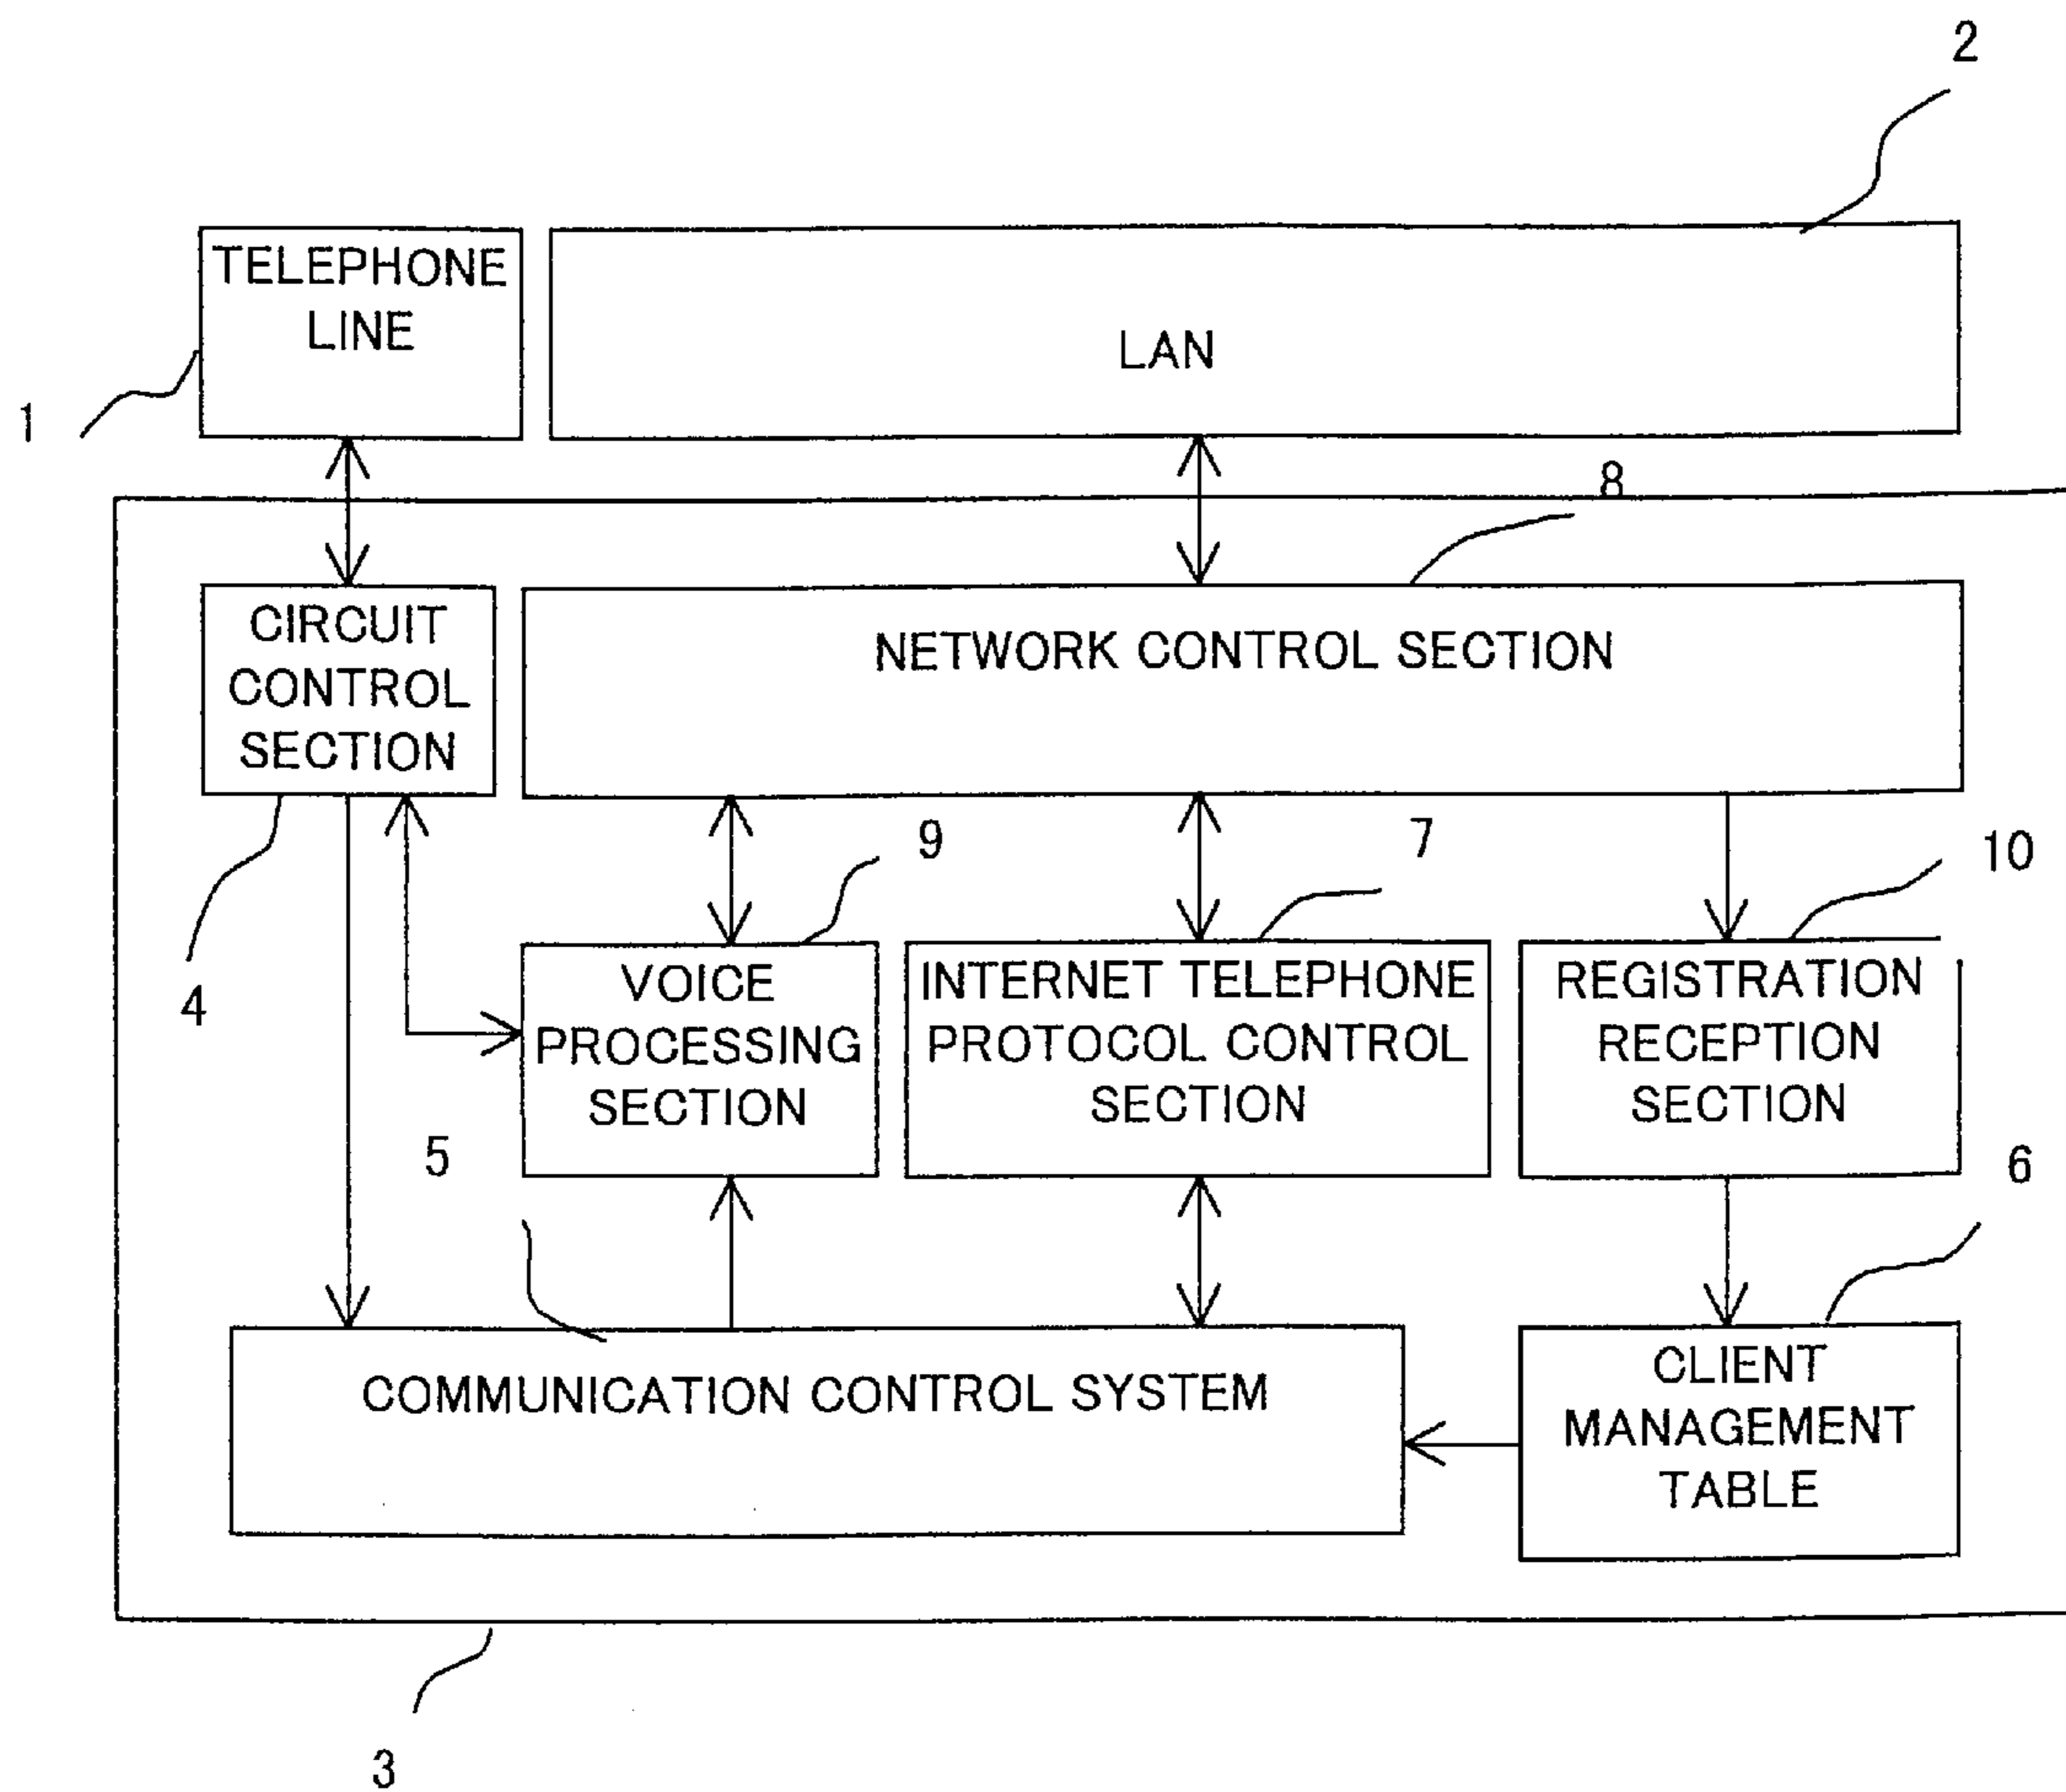 2
TELEPHONE
LINE
LAN
1
8
CIRCUIT
CONTROL
SECTION
NETWORK CONTROL SECTION
9
7
10
4
VOICE
PROCESSING
SECTION
INTERNET TELEPHONE
PROTOCOL CONTROL
SECTION
REGISTRATION
RECEPTION
SECTION
5
6
COMMUNICATION CONTROL SYSTEM
CLIENT
MANAGEMENT
TABLE
3